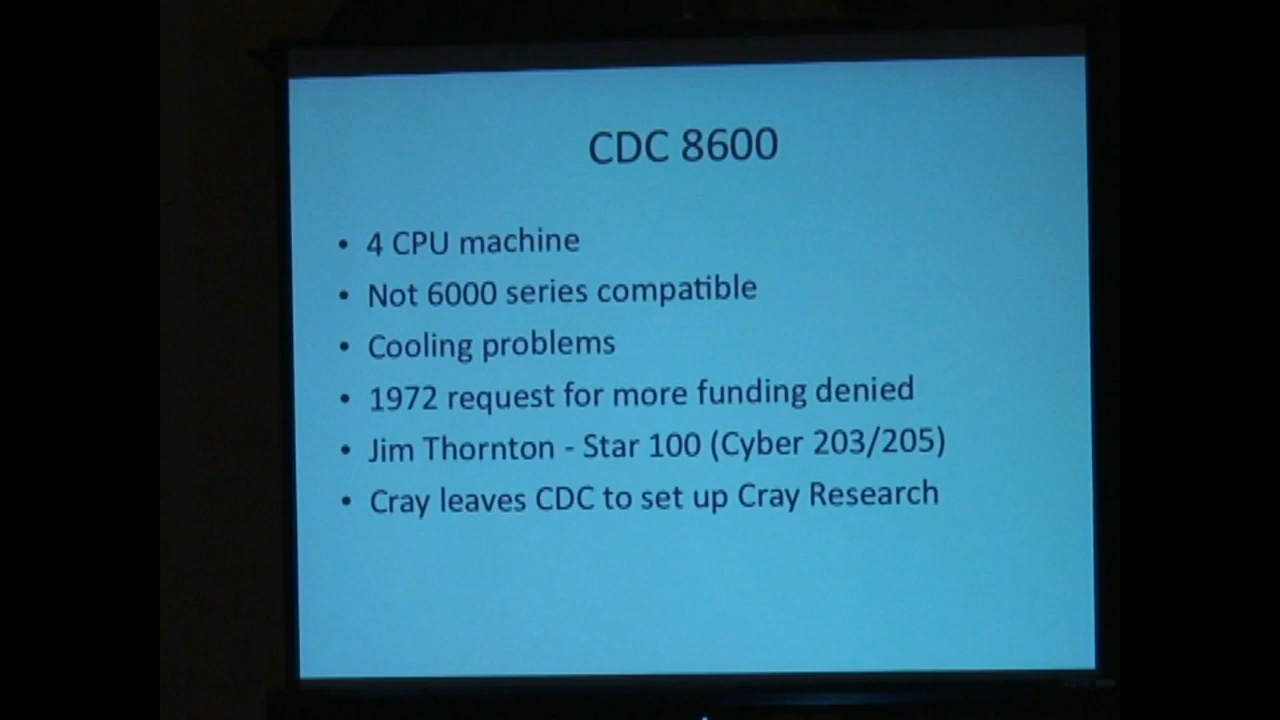 CDC 8600
• 4 CPU machine
• Not 6000 series compatible
• Cooling problems
• 1972 request for more funding denied
• Jim Thornton - Star 100 (Cyber 203/205)
• Cray leaves CDC to set up Cray Research